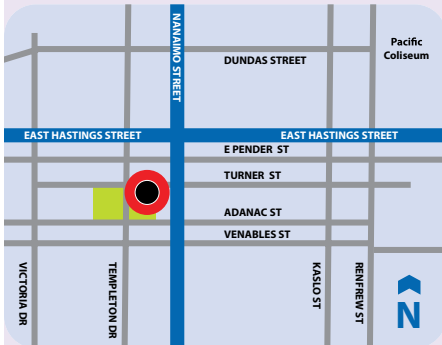 NANAIMO STREET
Pacific
Coliseum
DUNDAS STREET
EAST HASTINGS STREET
EAST HASTINGS STREET
E PENDER ST
TURNER ST
ADANAC ST
VENABLES ST
VICTORIA DR
TEMPLETON DR
KASLO ST
RENFREW ST
N